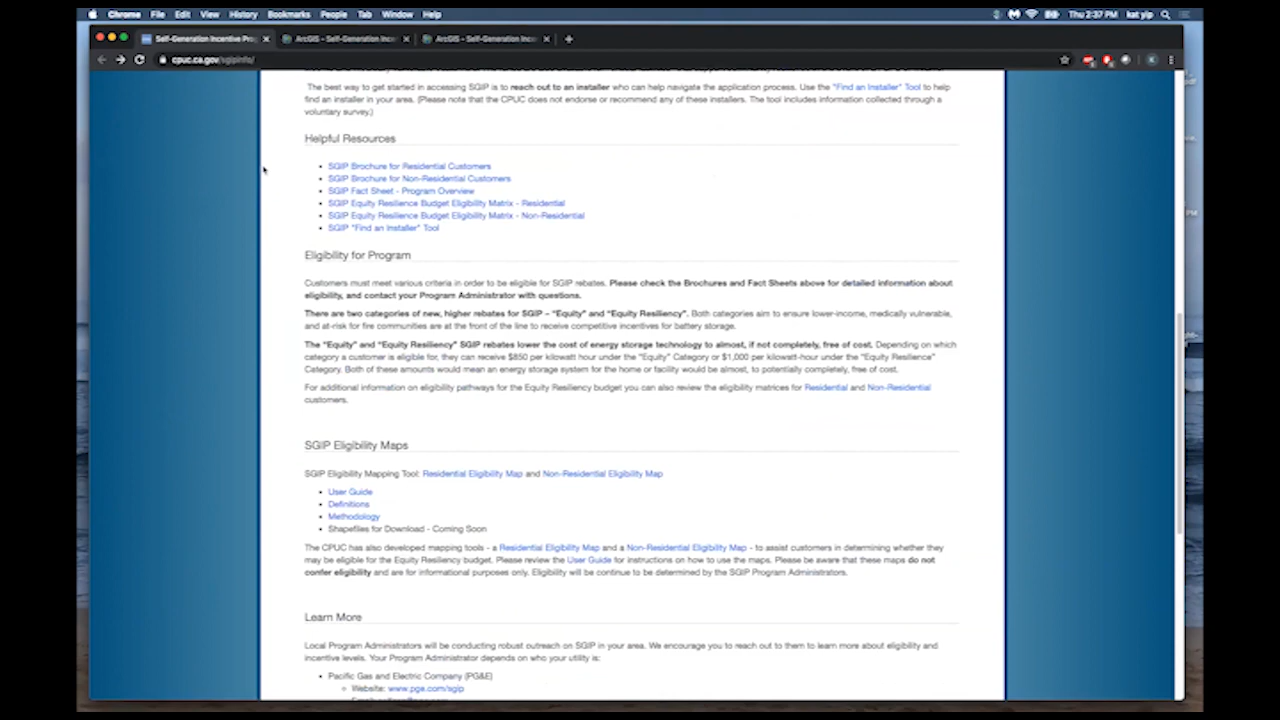 Chrome File Edit View History Bookmarks People Tab Window Help Thu 2:37 PM kat yip
Self-Generation Incentive Pro ArcGIS - Self-Generation Inc ArcGIS - Self-Generation Inc
cpuc.ca.gov/sgipinfo/
The best way to get started in accessing SGIP is to reach out to an installer who can help navigate the application process. Use the "Find an Installer" Tool to help
find an installer in your area. (Please note that the CPUC does not endorse or recommend any of these installers. The tool includes information collected through a
voluntary survey.)
Helpful Resources
SGIP Brochure for Residential Customers
SGIP Brochure for Non-Residential Customers
SGIP Fact Sheet - Program Overview
SGIP Equity Resilience Budget Eligibility Matrix - Residential
SGIP Equity Resilience Budget Eligibility Matrix - Non-Residential
SGIP "Find an Installer" Tool
Eligibility for Program
Customers must meet various criteria in order to be eligible for SGIP rebates. Please check the Brochures and Fact Sheets above for detailed information about
eligibility, and contact your Program Administrator with questions.
There are two categories of new, higher rebates for SGIP – "Equity" and "Equity Resiliency". Both categories aim to ensure lower-income, medically vulnerable,
and at-risk for fire communities are at the front of the line to receive competitive incentives for battery storage.
The "Equity" and "Equity Resiliency" SGIP rebates lower the cost of energy storage technology to almost, if not completely, free of cost. Depending on which
category a customer is eligible for, they can receive $850 per kilowatt hour under the "Equity" Category or $1,000 per kilowatt-hour under the "Equity Resilience"
Category. Both of these amounts would mean an energy storage system for the home or facility would be almost, to potentially completely, free of cost.
For additional information on eligibility pathways for the Equity Resiliency budget you can also review the eligibility matrices for Residential and Non-Residential
customers.
SGIP Eligibility Maps
SGIP Eligibility Mapping Tool: Residential Eligibility Map and Non-Residential Eligibility Map
User Guide
Definitions
Methodology
Shapefiles for Download - Coming Soon
The CPUC has also developed mapping tools - a Residential Eligibility Map and a Non-Residential Eligibility Map - to assist customers in determining whether they
may be eligible for the Equity Resiliency budget. Please review the User Guide for instructions on how to use the maps. Please be aware that these maps do not
confer eligibility and are for informational purposes only. Eligibility will be continue to be determined by the SGIP Program Administrators.
Learn More
Local Program Administrators will be conducting robust outreach on SGIP in your area. We encourage you to reach out to them to learn more about eligibility and
incentive levels. Your Program Administrator depends on who your utility is:
Pacific Gas and Electric Company (PG&E)
Website: www.pge.com/sgip